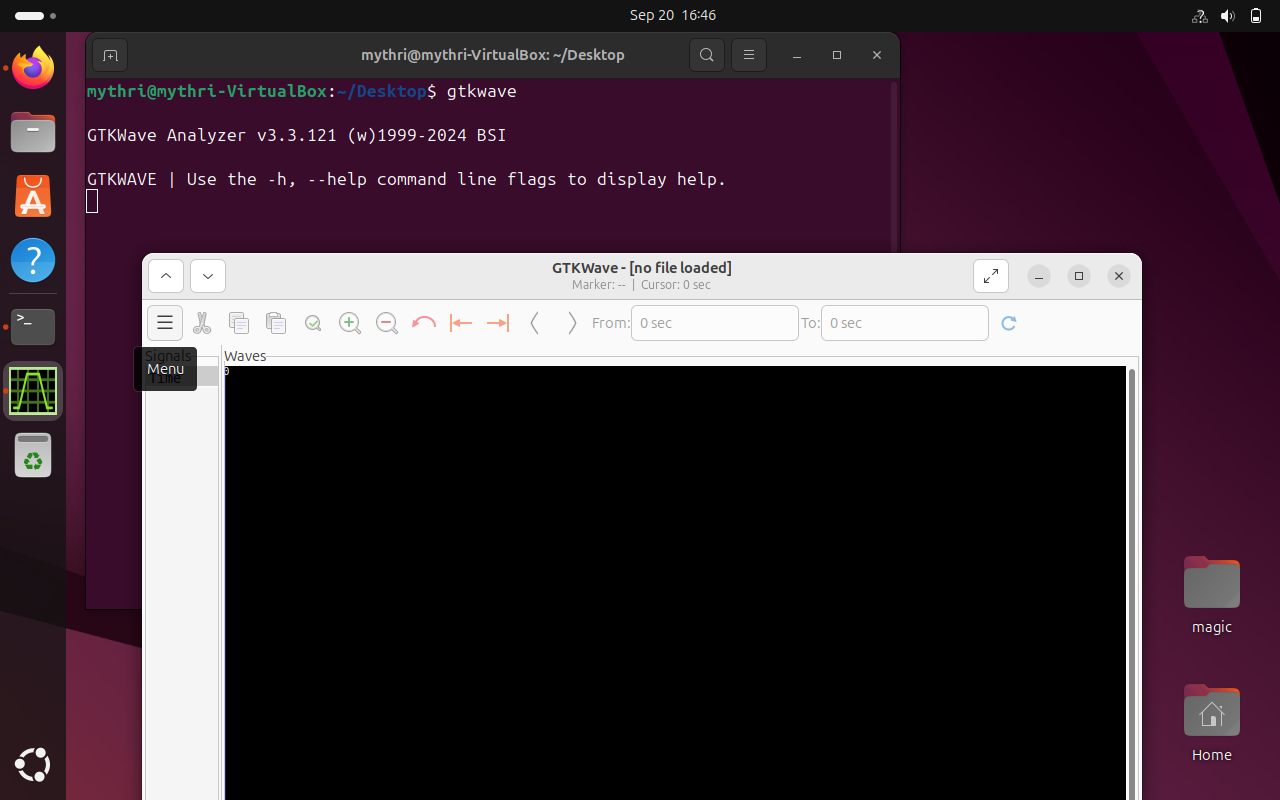 Sep 20 16:46
mythri@mythri-VirtualBox: ~/Desktop
mythri@mythri-VirtualBox:~/Desktop$ gtkwave
GTKWave Analyzer v3.3.121 (w)1999-2024 BSI
GTKWAVE | Use the -h, --help command line flags to display help.
GTKWave - [no file loaded]
Marker: -- | Cursor: 0 sec
From: 0 sec To: 0 sec
Signals Waves
Menu
Time 0
magic
Home